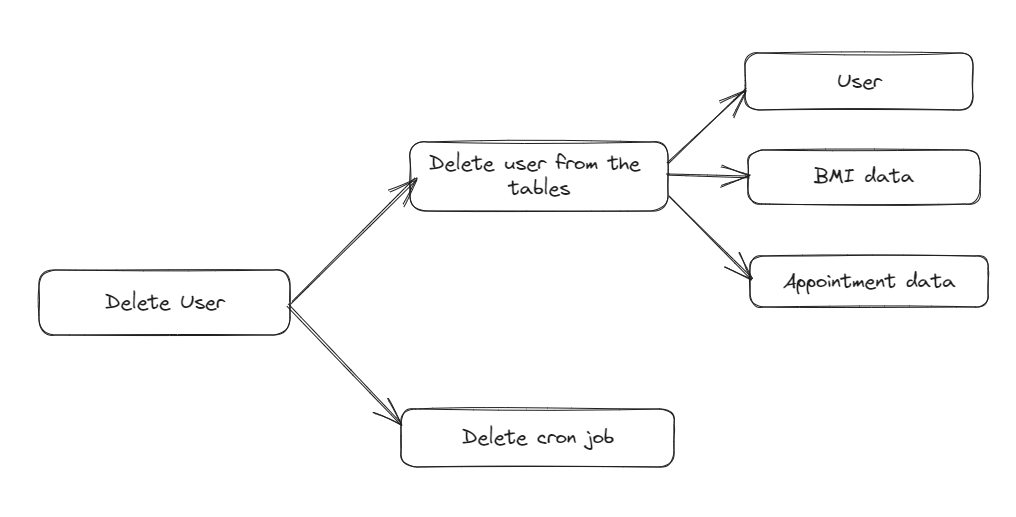 User
Delete user from the
tables
BMI data
Appointment data
Delete User
Delete cron job